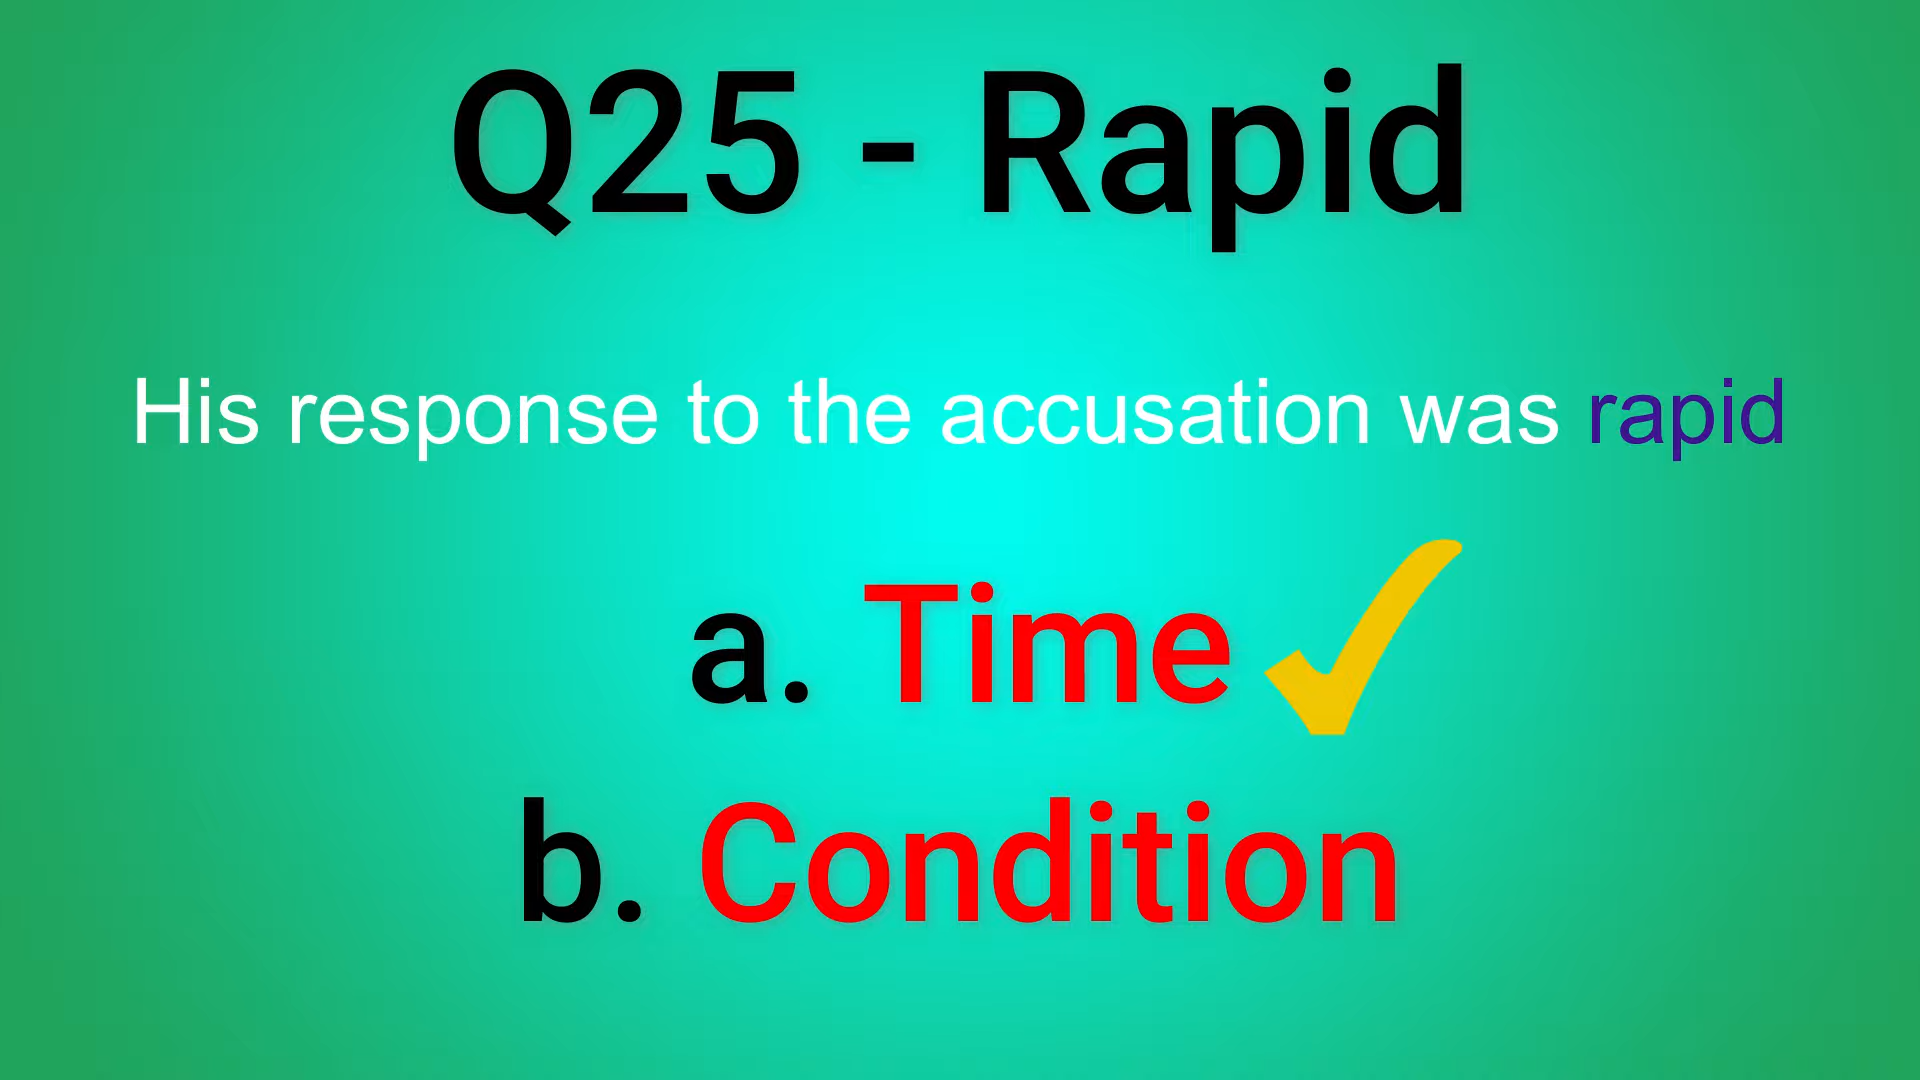 Q25 - Rapid
His response to the accusation was rapid
a. Time
b. Condition